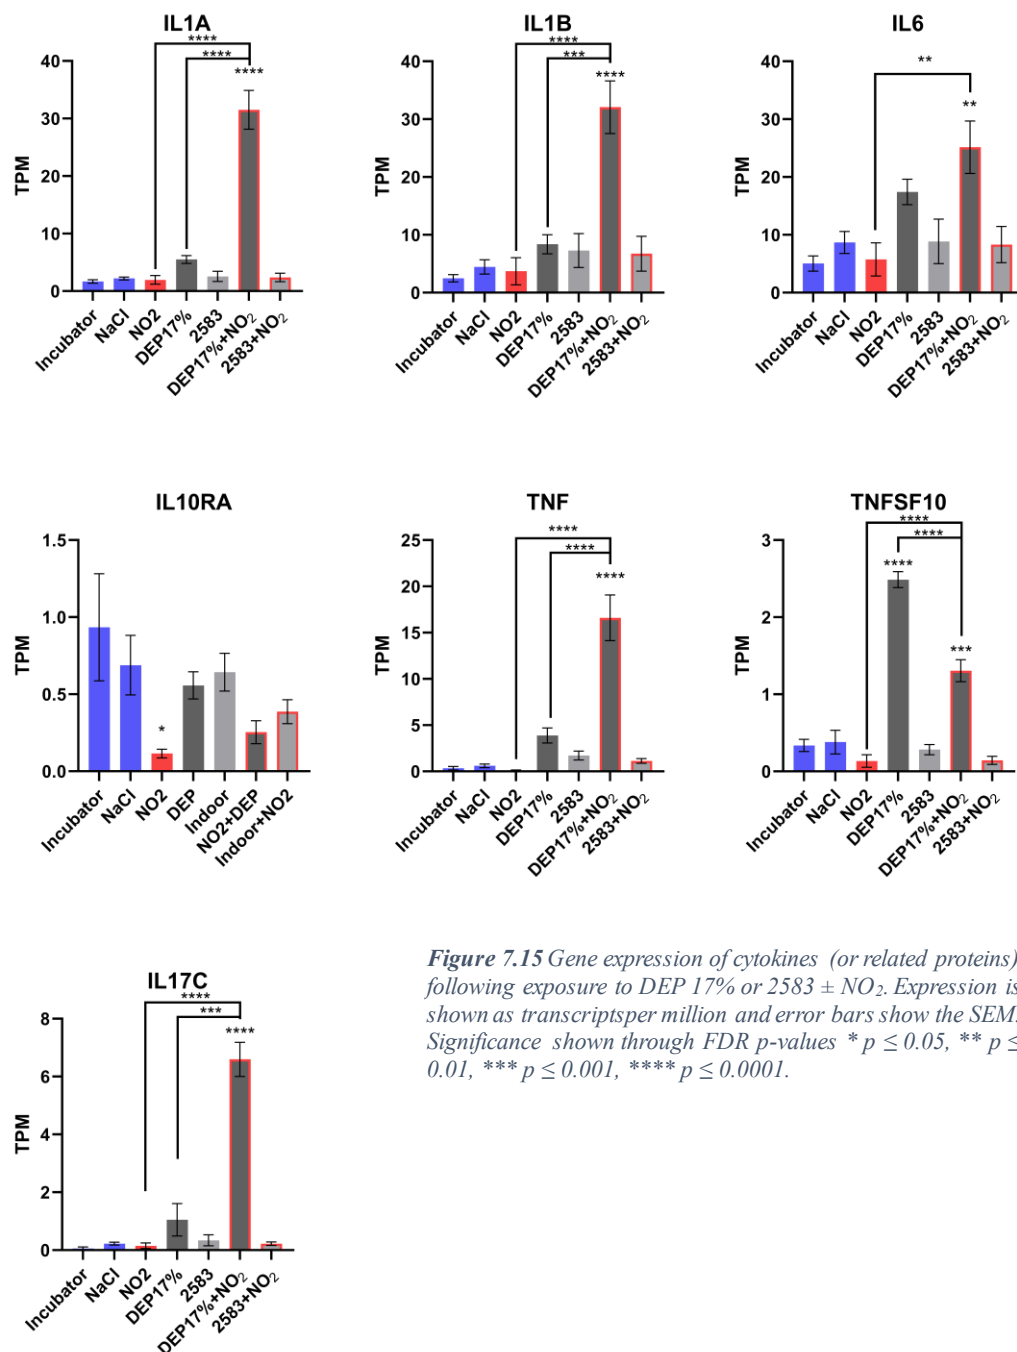 IL1A
****
****
****
40
30
20
10
0
TPM
Incubator
NaCl
NO2
DEP17%
2583
DEP17%+NO₂
2583+NO₂
IL1B
****
***
****
40
30
20
10
0
TPM
Incubator
NaCl
NO2
DEP17%
2583
DEP17%+NO₂
2583+NO₂
IL6
**
**
40
30
20
10
0
TPM
Incubator
NaCl
NO2
DEP17%
2583
DEP17%+NO₂
2583+NO₂
IL10RA
*
1.5
1.0
0.5
0.0
TPM
Incubator
NaCl
NO2
DEP
Indoor
NO2+DEP
Indoor+NO2
TNF
****
****
****
25
20
15
10
5
0
TPM
Incubator
NaCl
NO2
DEP17%
2583
DEP17%+NO₂
2583+NO₂
TNFSF10
****
****
****
***
3
2
1
0
TPM
Incubator
NaCl
NO2
DEP17%
2583
DEP17%+NO₂
2583+NO₂
IL17C
****
***
****
8
6
4
2
0
TPM
Incubator
NaCl
NO2
DEP17%
2583
DEP17%+NO₂
2583+NO₂
Figure 7.15 Gene expression of cytokines (or related proteins)
following exposure to DEP 17% or 2583 ± NO₂. Expression is
shown as transcriptsper million and error bars show the SEM.
Significance shown through FDR p-values * p ≤ 0.05, ** p ≤
0.01, *** p ≤ 0.001, **** p ≤ 0.0001.